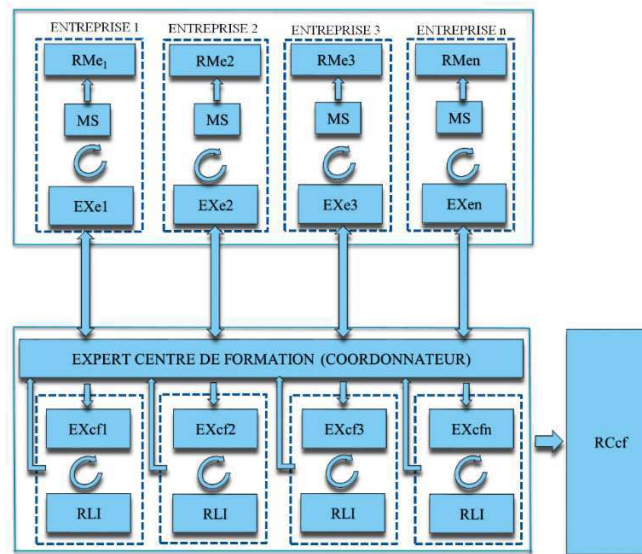 ENTREPRISE 1 ENTREPRISE 2 ENTREPRISE 3 ENTREPRISE n
RMe₁ RMe2 RMe3 RMen
MS MS MS MS
EXe1 EXe2 EXe3 EXen
EXPERT CENTRE DE FORMATION (COORDONNATEUR)
EXcf1 EXcf2 EXcf3 EXcfn
RCcf
RLI RLI RLI RLI